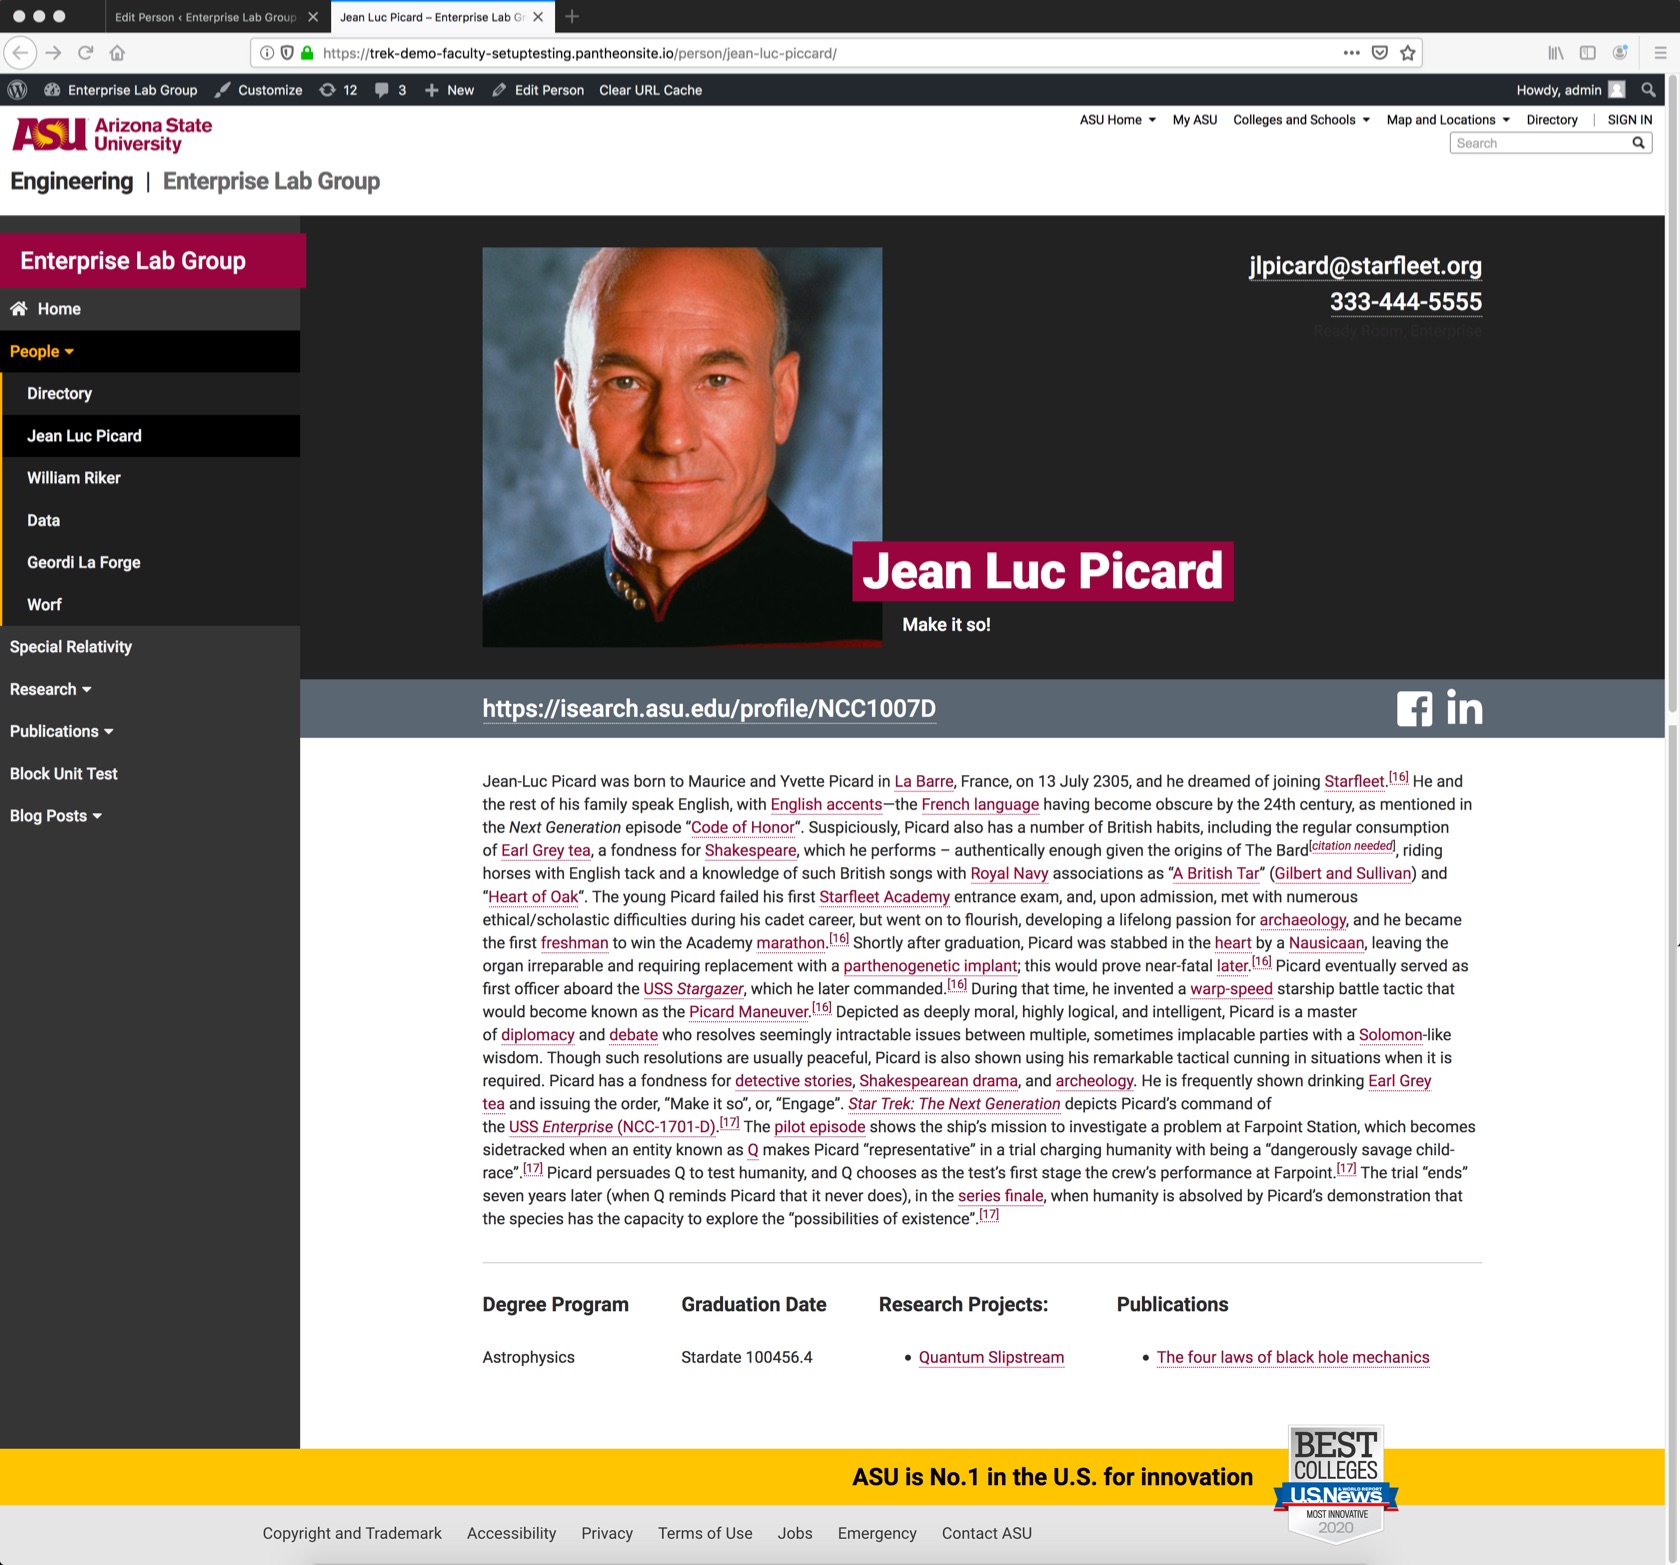 Edit Person ‹ Enterprise Lab Group
Jean Luc Picard – Enterprise Lab Gr
https://trek-demo-faculty-setuptesting.pantheonsite.io/person/jean-luc-piccard/
Enterprise Lab Group Customize 12 3 New Edit Person Clear URL Cache Howdy, admin
ASU Arizona State University
ASU Home My ASU Colleges and Schools Map and Locations Directory | SIGN IN
Search
Engineering | Enterprise Lab Group
Enterprise Lab Group
Home
People
Directory
Jean Luc Picard
William Riker
Data
Geordi La Forge
Worf
Special Relativity
Research
Publications
Block Unit Test
Blog Posts
jlpicard@starfleet.org
333-444-5555
Ready Room, Enterprise
Jean Luc Picard
Make it so!
https://isearch.asu.edu/profile/NCC1007D
in
Jean-Luc Picard was born to Maurice and Yvette Picard in La Barre, France, on 13 July 2305, and he dreamed of joining Starfleet.[16] He and
the rest of his family speak English, with English accents—the French language having become obscure by the 24th century, as mentioned in
the Next Generation episode “Code of Honor“. Suspiciously, Picard also has a number of British habits, including the regular consumption
of Earl Grey tea, a fondness for Shakespeare, which he performs – authentically enough given the origins of The Bard[citation needed], riding
horses with English tack and a knowledge of such British songs with Royal Navy associations as “A British Tar” (Gilbert and Sullivan) and
“Heart of Oak“. The young Picard failed his first Starfleet Academy entrance exam, and, upon admission, met with numerous
ethical/scholastic difficulties during his cadet career, but went on to flourish, developing a lifelong passion for archaeology, and he became
the first freshman to win the Academy marathon.[16] Shortly after graduation, Picard was stabbed in the heart by a Nausicaan, leaving the
organ irreparable and requiring replacement with a parthenogenetic implant; this would prove near-fatal later.[16] Picard eventually served as
first officer aboard the USS Stargazer, which he later commanded.[16] During that time, he invented a warp-speed starship battle tactic that
would become known as the Picard Maneuver.[16] Depicted as deeply moral, highly logical, and intelligent, Picard is a master
of diplomacy and debate who resolves seemingly intractable issues between multiple, sometimes implacable parties with a Solomon-like
wisdom. Though such resolutions are usually peaceful, Picard is also shown using his remarkable tactical cunning in situations when it is
required. Picard has a fondness for detective stories, Shakespearean drama, and archeology. He is frequently shown drinking Earl Grey
tea and issuing the order, “Make it so”, or, “Engage”. Star Trek: The Next Generation depicts Picard’s command of
the USS Enterprise (NCC-1701-D).[17] The pilot episode shows the ship’s mission to investigate a problem at Farpoint Station, which becomes
sidetracked when an entity known as Q makes Picard “representative” in a trial charging humanity with being a “dangerously savage child-
race”.[17] Picard persuades Q to test humanity, and Q chooses as the test’s first stage the crew’s performance at Farpoint.[17] The trial “ends”
seven years later (when Q reminds Picard that it never does), in the series finale, when humanity is absolved by Picard’s demonstration that
the species has the capacity to explore the “possibilities of existence”.[17]
Degree Program Graduation Date Research Projects: Publications
Astrophysics Stardate 100456.4 • Quantum Slipstream • The four laws of black hole mechanics
ASU is No.1 in the U.S. for innovation
BEST
COLLEGES
U.S.News
& WORLD REPORT
MOST INNOVATIVE
2020
Copyright and Trademark Accessibility Privacy Terms of Use Jobs Emergency Contact ASU